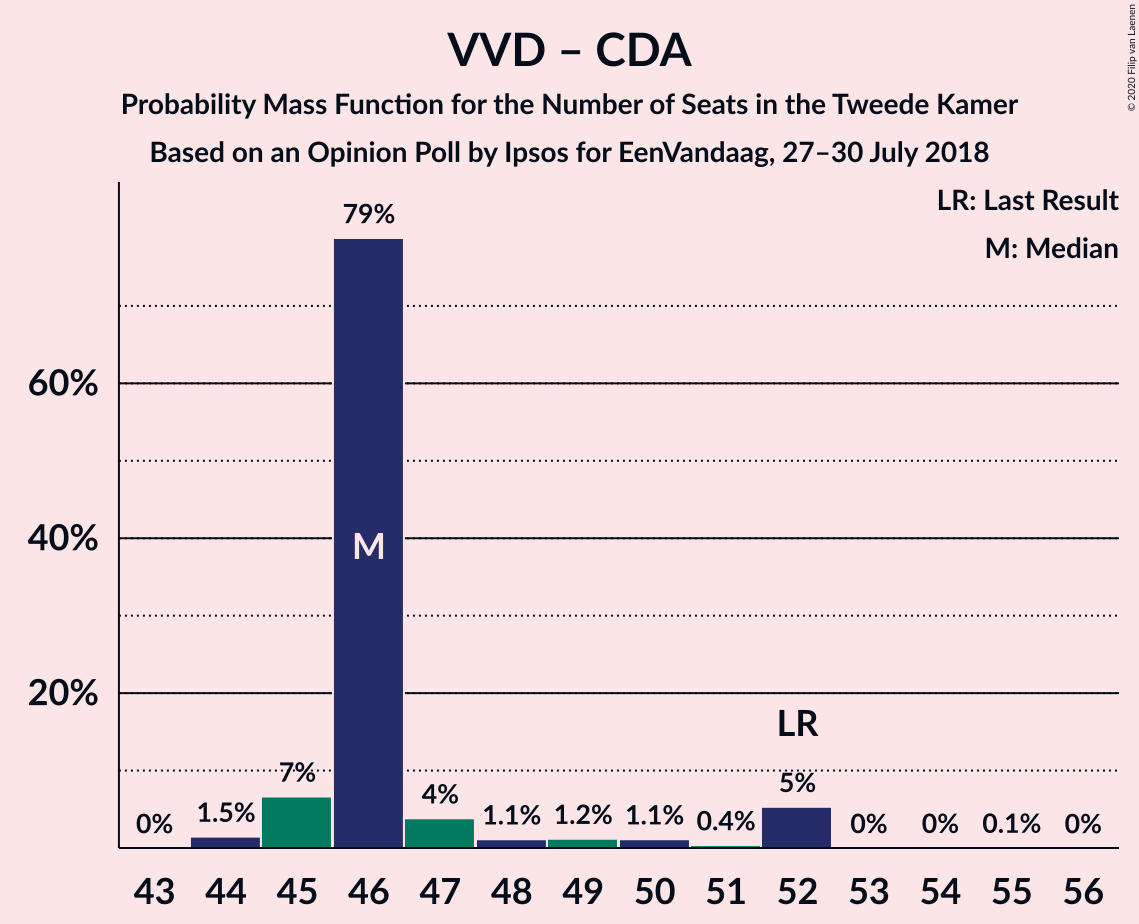 VVD – CDA
Probability Mass Function for the Number of Seats in the Tweede Kamer
Based on an Opinion Poll by Ipsos for EenVandaag, 27–30 July 2018
© 2020 Filip van Laenen
LR: Last Result
M: Median
79%
60%
40%
M
20%
LR
0%
1.5%
7%
4%
1.1%
1.2%
1.1%
0.4%
5%
0%
0%
0.1%
0%
43 44 45 46 47 48 49 50 51 52 53 54 55 56